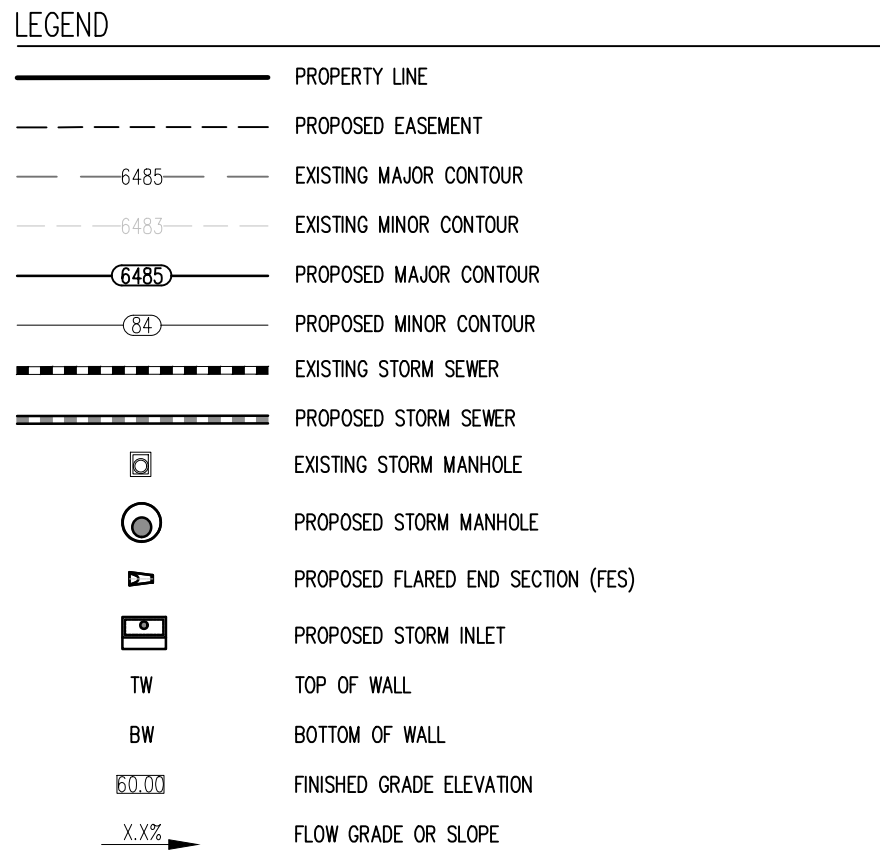 LEGEND
PROPERTY LINE
PROPOSED EASEMENT
6485 EXISTING MAJOR CONTOUR
6483 EXISTING MINOR CONTOUR
6485 PROPOSED MAJOR CONTOUR
84 PROPOSED MINOR CONTOUR
EXISTING STORM SEWER
PROPOSED STORM SEWER
EXISTING STORM MANHOLE
PROPOSED STORM MANHOLE
PROPOSED FLARED END SECTION (FES)
PROPOSED STORM INLET
TW TOP OF WALL
BW BOTTOM OF WALL
60.00 FINISHED GRADE ELEVATION
X.X% FLOW GRADE OR SLOPE